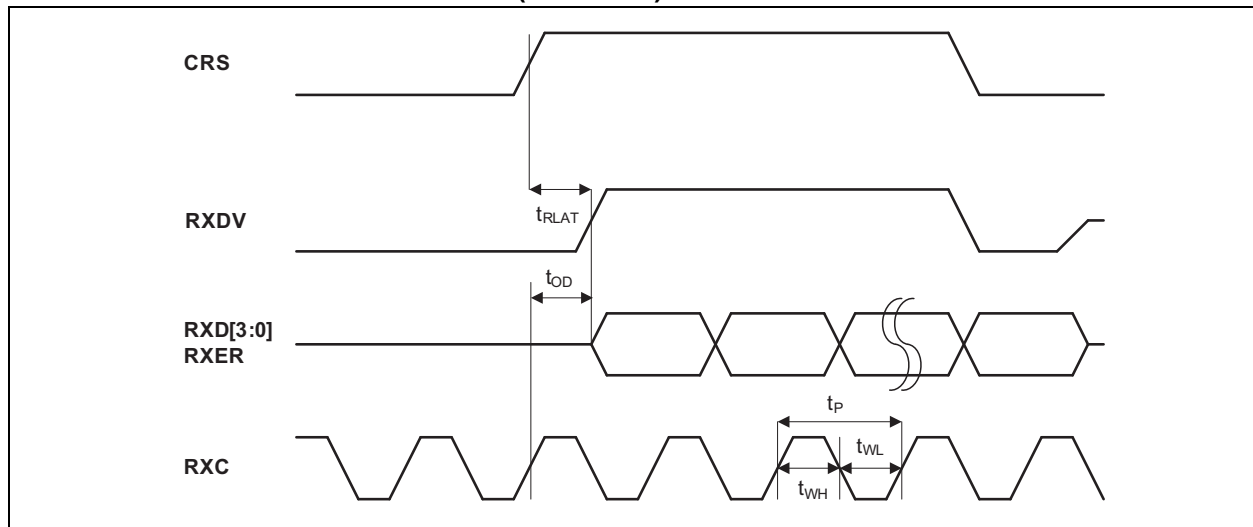 CRS
RXDV
tRLAT
tOD
RXD[3:0]
RXER
tP
RXC
tWL
tWH